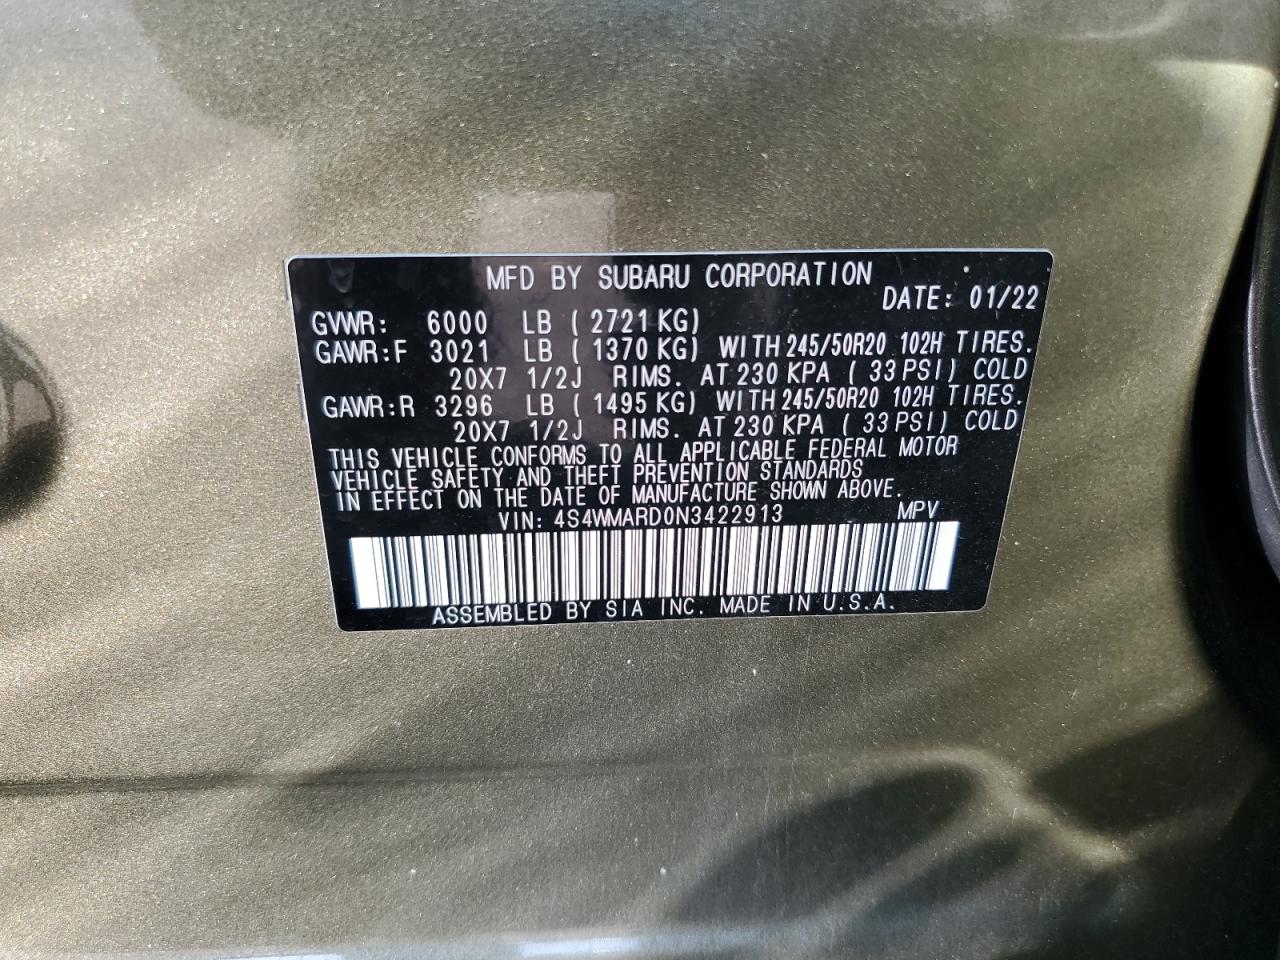 MFD BY SUBARU CORPORATION
DATE: 01/22
GVWR: 6000 LB ( 2721 KG)
GAWR:F 3021 LB ( 1370 KG) WITH 245/50R20 102H TIRES.
20X7 1/2J RIMS. AT 230 KPA ( 33 PSI) COLD
GAWR:R 3296 LB ( 1495 KG) WITH 245/50R20 102H TIRES.
20X7 1/2J RIMS. AT 230 KPA ( 33 PSI) COLD
THIS VEHICLE CONFORMS TO ALL APPLICABLE FEDERAL MOTOR
VEHICLE SAFETY AND THEFT PREVENTION STANDARDS
IN EFFECT ON THE DATE OF MANUFACTURE SHOWN ABOVE.
VIN: 4S4WMARD0N3422913 MPV
ASSEMBLED BY SIA INC. MADE IN U.S.A.